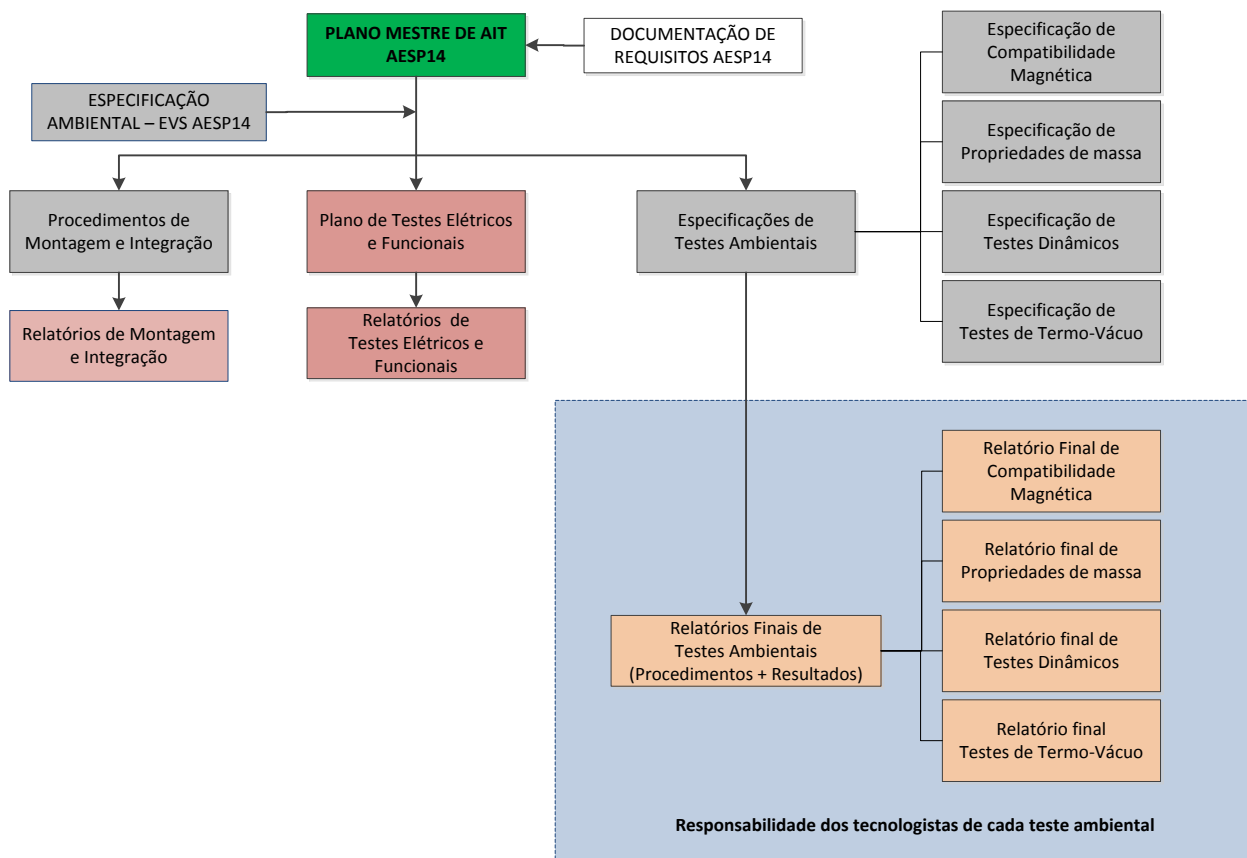 PLANO MESTRE DE AIT
AESP14
DOCUMENTAÇÃO DE
REQUISITOS AESP14
ESPECIFICAÇÃO
AMBIENTAL – EVS AESP14
Procedimentos de
Montagem e Integração
Plano de Testes Elétricos
e Funcionais
Especificações de
Testes Ambientais
Relatórios de Montagem
e Integração
Relatórios de
Testes Elétricos e
Funcionais
Especificação de
Compatibilidade
Magnética
Especificação de
Propriedades de massa
Especificação de
Testes Dinâmicos
Especificação de
Testes de Termo-Vácuo
Relatórios Finais de
Testes Ambientais
(Procedimentos + Resultados)
Relatório Final de
Compatibilidade
Magnética
Relatório final de
Propriedades de massa
Relatório final de
Testes Dinâmicos
Relatório final
Testes de Termo-Vácuo
Responsabilidade dos tecnologistas de cada teste ambiental